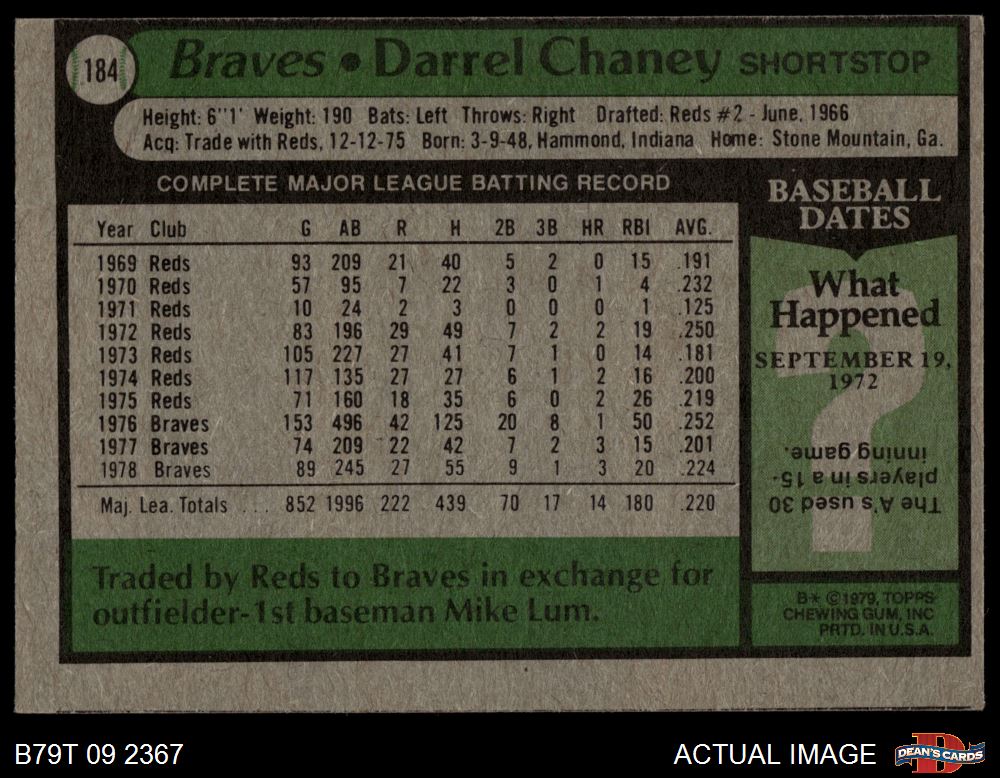 184 Braves • Darrel Chaney SHORTSTOP
Height: 6"1' Weight: 190 Bats: Left Throws: Right Drafted: Reds #2 - June, 1966
Acq: Trade with Reds, 12-12-75 Born: 3-9-48, Hammond, Indiana Home: Stone Mountain, Ga.
COMPLETE MAJOR LEAGUE BATTING RECORD
Year Club G AB R H 2B 3B HR RBI AVG.
1969 Reds 93 209 21 40 5 2 0 15 .191
1970 Reds 57 95 7 22 3 0 1 4 .232
1971 Reds 10 24 2 3 0 0 0 1 .125
1972 Reds 83 196 29 49 7 2 2 19 .250
1973 Reds 105 227 27 41 7 1 0 14 .181
1974 Reds 117 135 27 27 6 1 2 16 .200
1975 Reds 71 160 18 35 6 0 2 26 .219
1976 Braves 153 496 42 125 20 8 1 50 .252
1977 Braves 74 209 22 42 7 2 3 15 .201
1978 Braves 89 245 27 55 9 1 3 20 .224
Maj. Lea. Totals ... 852 1996 222 439 70 17 14 180 .220
Traded by Reds to Braves in exchange for
outfielder-1st baseman Mike Lum.
BASEBALL
DATES
What
Happened
SEPTEMBER 19,
1972
?
The A's used 30
players in a 15-
inning game.
B* ©1979, TOPPS
CHEWING GUM, INC
PRTD. IN U.S.A.
B79T 09 2367
ACTUAL IMAGE
D
DEAN'S CARDS